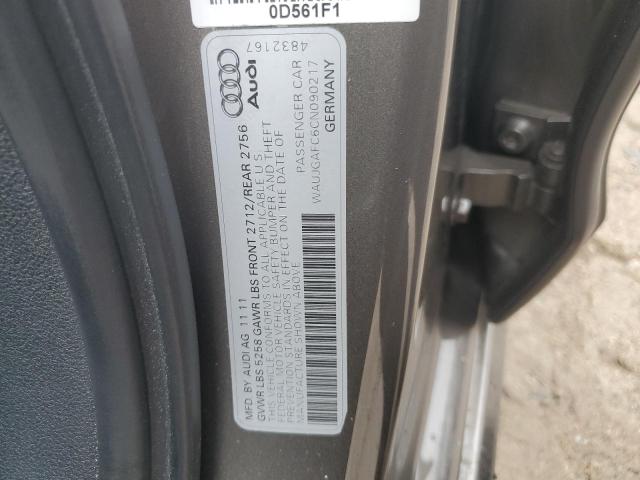 0D561F1
4832167
Audi
MFD BY AUDI AG 11 11
GVWR LBS 5258 GAWR LBS FRONT 2712/REAR 2756
THIS VEHICLE CONFORMS TO ALL APPLICABLE U S
FEDERAL MOTOR VEHICLE SAFETY BUMPER AND THEFT
PREVENTION STANDARDS IN EFFECT ON THE DATE OF
MANUFACTURE SHOWN ABOVE
PASSENGER CAR
WAUJGAFC6CN090217
GERMANY